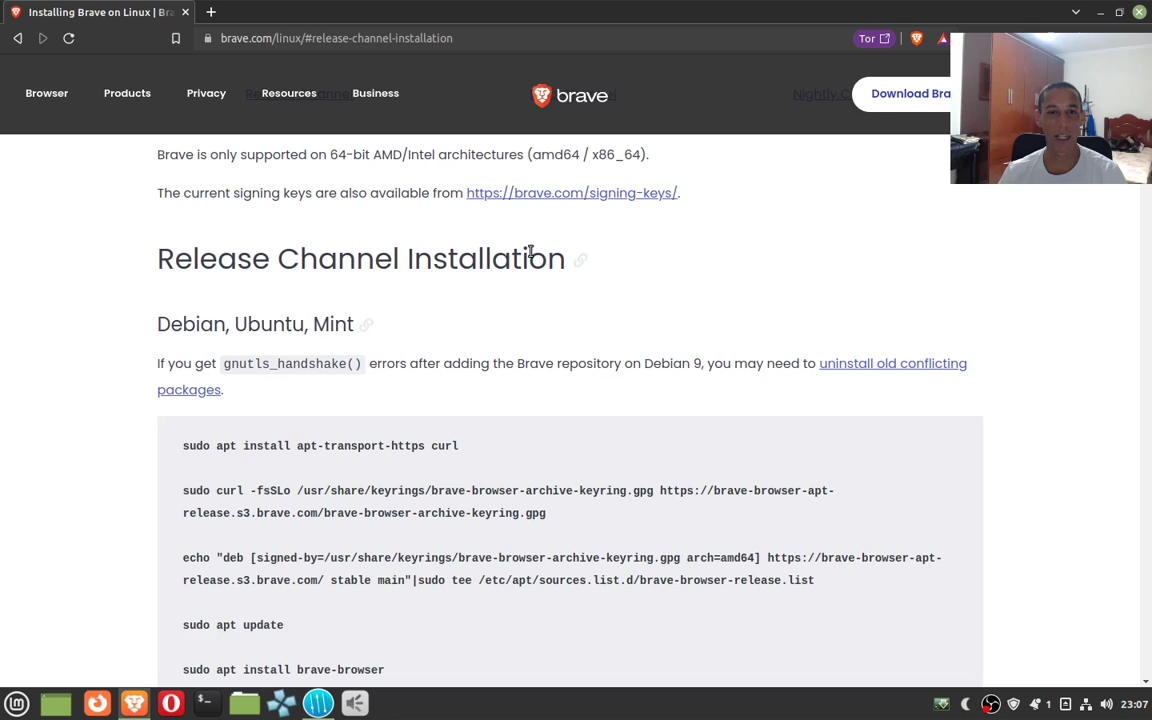 Installing Brave on Linux | Bra
brave.com/linux/#release-channel-installation
Tor
Browser
Products
Privacy
Resources
Business
brave
Nightly C
Download Bra
Brave is only supported on 64-bit AMD/Intel architectures (amd64 / x86_64).
The current signing keys are also available from https://brave.com/signing-keys/.
Release Channel Installation
Debian, Ubuntu, Mint
If you get gnutls_handshake() errors after adding the Brave repository on Debian 9, you may need to uninstall old conflicting
packages.
sudo apt install apt-transport-https curl
sudo curl -fsSLo /usr/share/keyrings/brave-browser-archive-keyring.gpg https://brave-browser-apt-
release.s3.brave.com/brave-browser-archive-keyring.gpg
echo "deb [signed-by=/usr/share/keyrings/brave-browser-archive-keyring.gpg arch=amd64] https://brave-browser-apt-
release.s3.brave.com/ stable main"|sudo tee /etc/apt/sources.list.d/brave-browser-release.list
sudo apt update
sudo apt install brave-browser
1
23:07